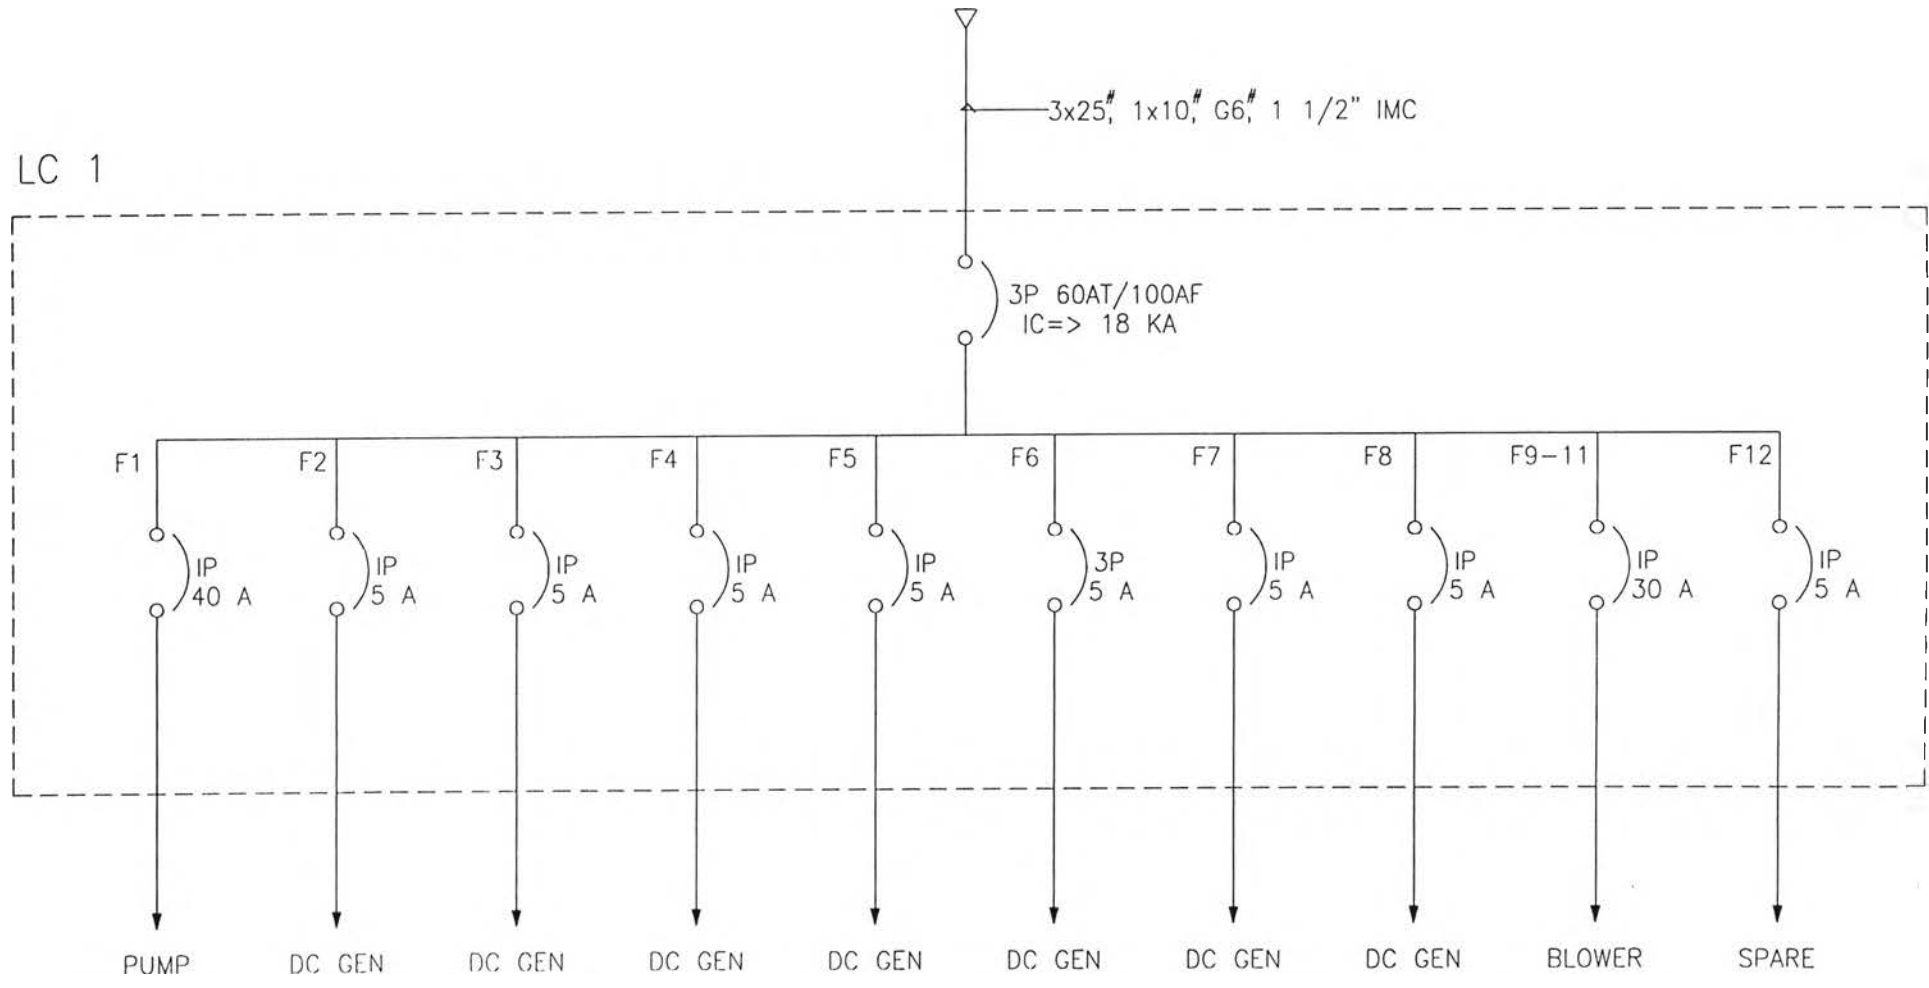 3x25#, 1x10#, G6#, 1 1/2" IMC
LC 1
3P 60AT/100AF
IC=> 18 KA
F1 F2 F3 F4 F5 F6 F7 F8 F9-11 F12
IP IP IP IP IP 3P IP IP IP IP
40 A 5 A 5 A 5 A 5 A 5 A 5 A 5 A 30 A 5 A
PUMP DC GEN DC GEN DC GEN DC GEN DC GEN DC GEN DC GEN BLOWER SPARE